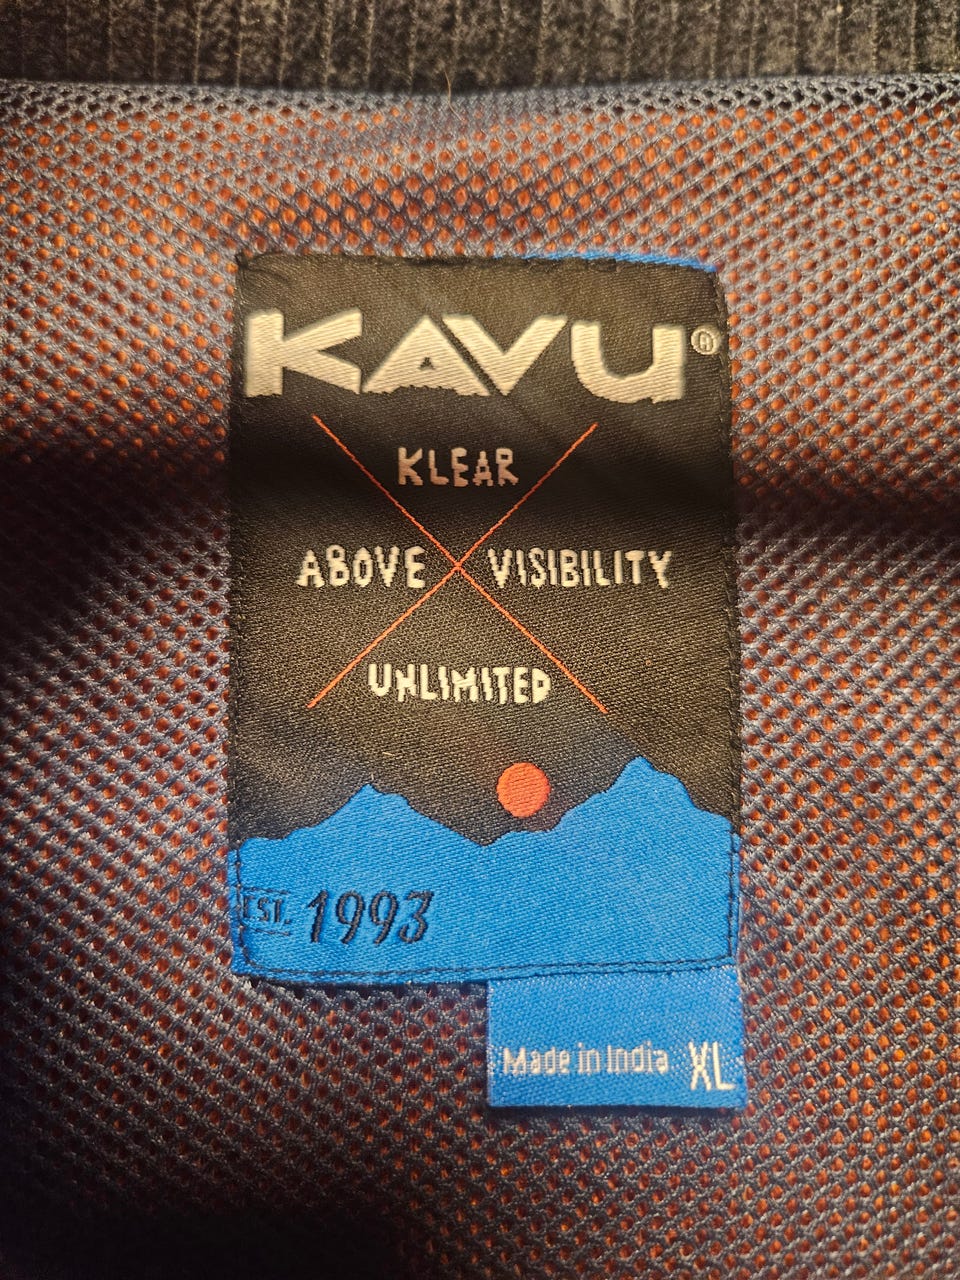 KAVU®
KLEAR
ABOVE VISIBILITY
UNLIMITED
EST. 1993
Made in India XL